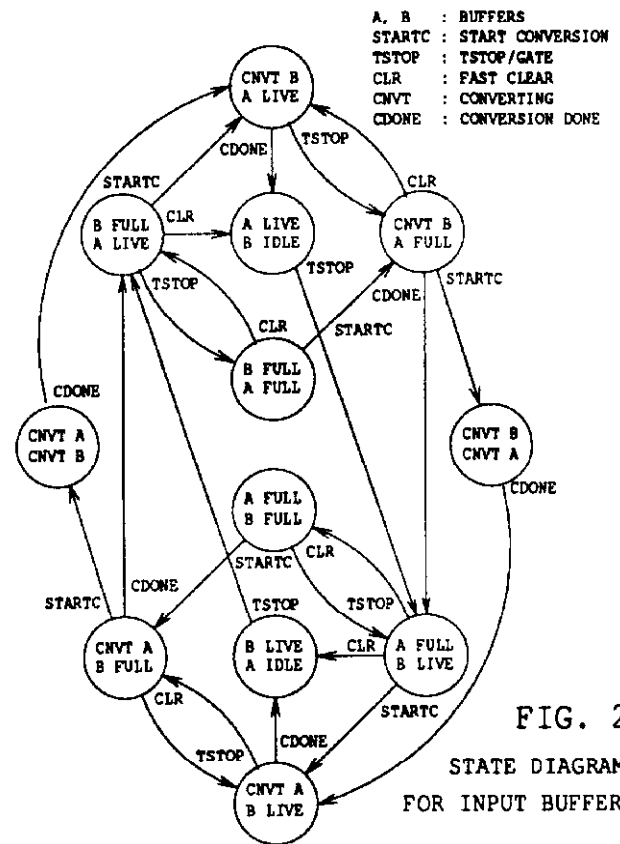 A, B : BUFFERS
STARTC : START CONVERSION
TSTOP : TSTOP/GATE
CLR : FAST CLEAR
CNVT : CONVERTING
CDONE : CONVERSION DONE
CNVT B
A LIVE
CDONE
TSTOP
STARTC
CLR
B FULL
A LIVE
CLR
A LIVE
B IDLE
CNVT B
A FULL
TSTOP
TSTOP
STARTC
CLR
CDONE
STARTC
B FULL
A FULL
CDONE
CNVT A
CNVT B
CNVT B
CNVT A
CDONE
A FULL
B FULL
CLR
STARTC
CDONE
TSTOP
STARTC
TSTOP
CNVT A
B FULL
B LIVE
A IDLE
CLR
A FULL
B LIVE
CLR
STARTC
TSTOP
CDONE
CNVT A
B LIVE
FIG. 2
STATE DIAGRAM
FOR INPUT BUFFER